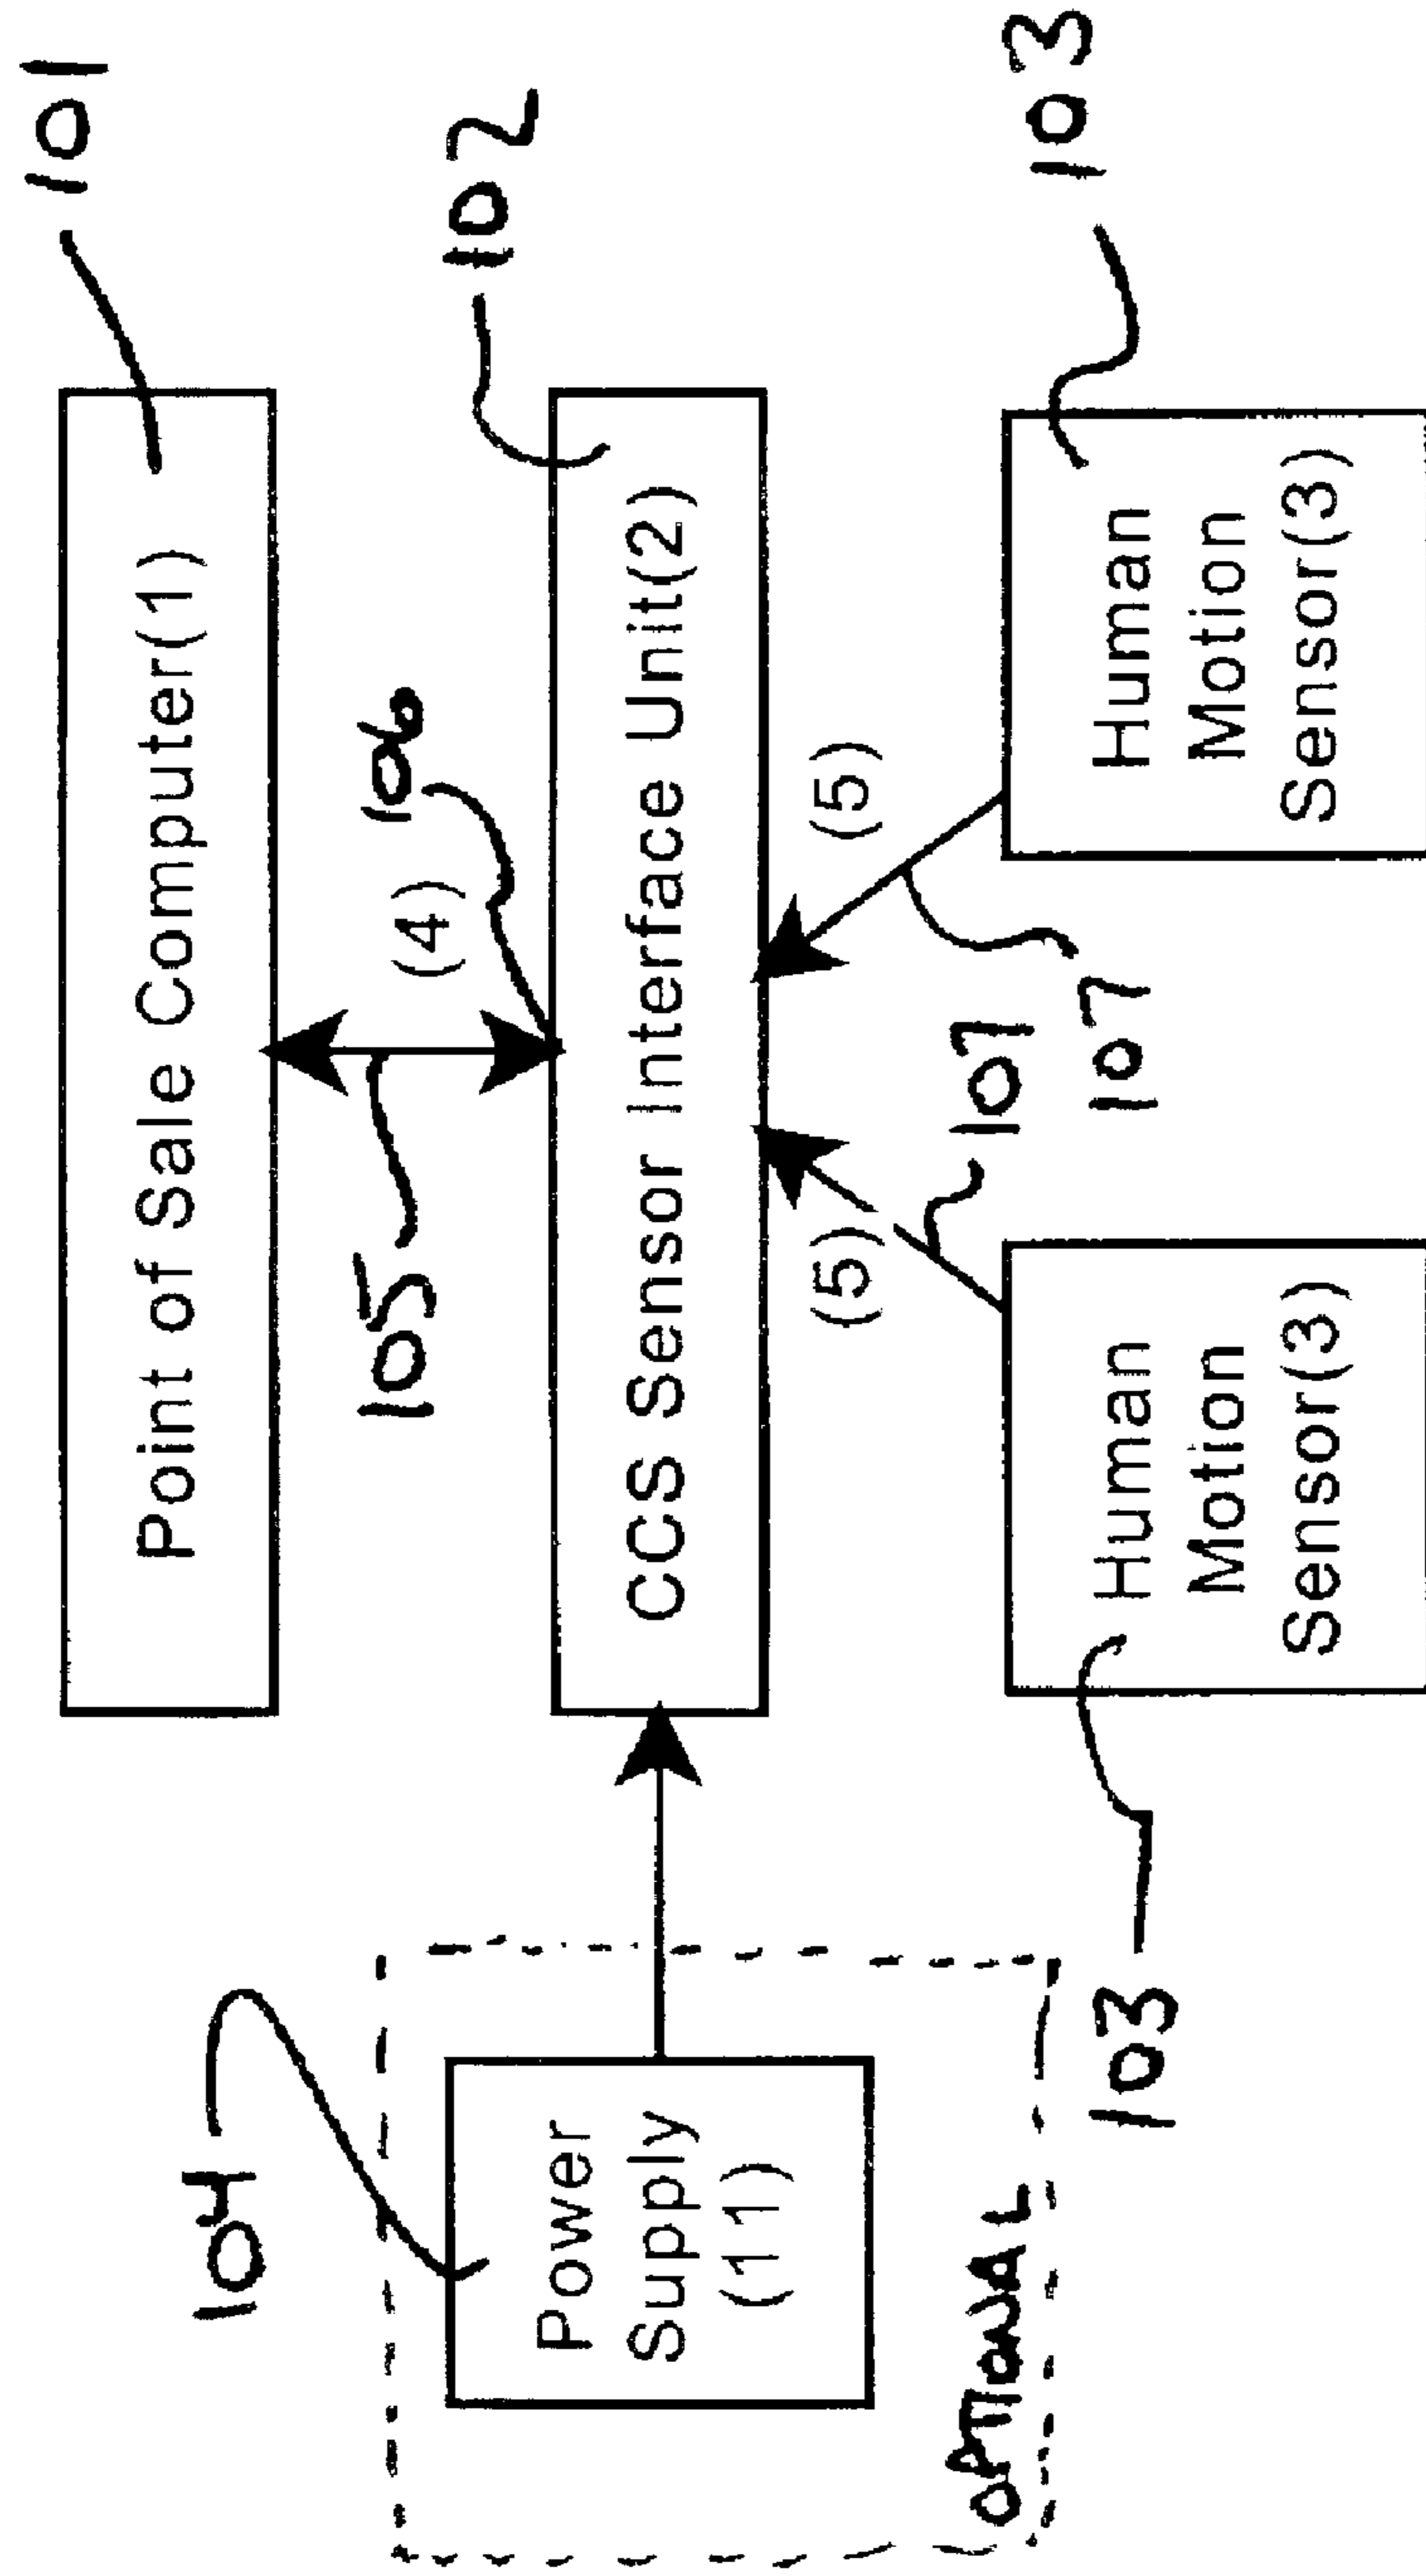 101
Point of Sale Computer(1)
105
(4)
106
102
104
Power
Supply
(11)
OPTIONAL
CCS Sensor Interface Unit(2)
(5)
(5)
107
107
103
Human
Motion
Sensor(3)
103
Human
Motion
Sensor(3)